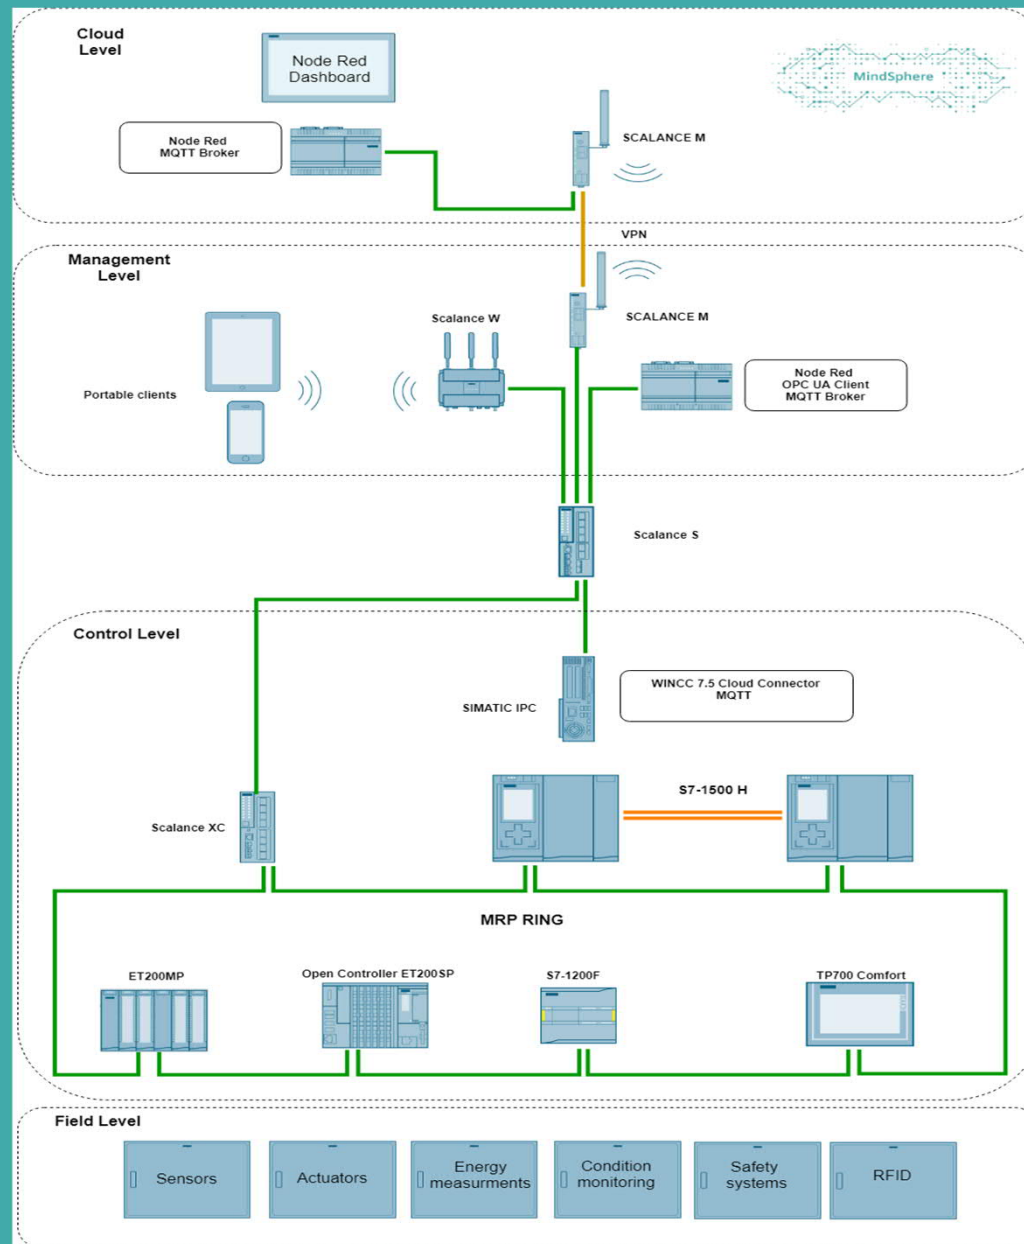 Cloud
Level
Node Red
Dashboard
MindSphere
Node Red
MQTT Broker
SCALANCE M
VPN
Management
Level
Scalance W
SCALANCE M
Portable clients
Node Red
OPC UA Client
MQTT Broker
Scalance S
Control Level
WINCC 7.5 Cloud Connector
MQTT
SIMATIC IPC
S7-1500 H
Scalance XC
MRP RING
ET200MP
Open Controller ET200SP
S7-1200F
TP700 Comfort
Field Level
Sensors
Actuators
Energy
measurments
Condition
monitoring
Safety
systems
RFID